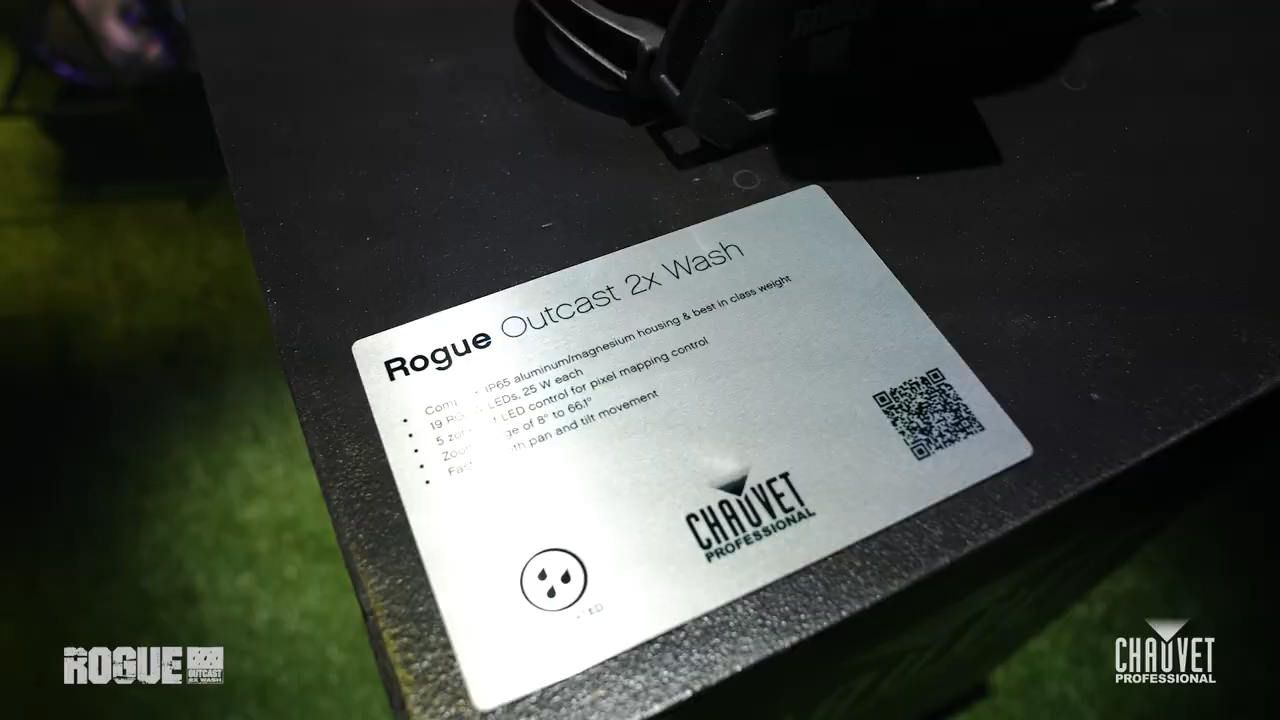 Rogue Outcast 2x Wash
• IP65 aluminum/magnesium housing & best in class weight
• 19 LEDs, 25 W each
• 5 LED control for pixel mapping control
• of 8° to 66.1°
• pan and tilt movement
CHAUVET
PROFESSIONAL
ROGUE OUTCAST
2X WASH
CHAUVET
PROFESSIONAL